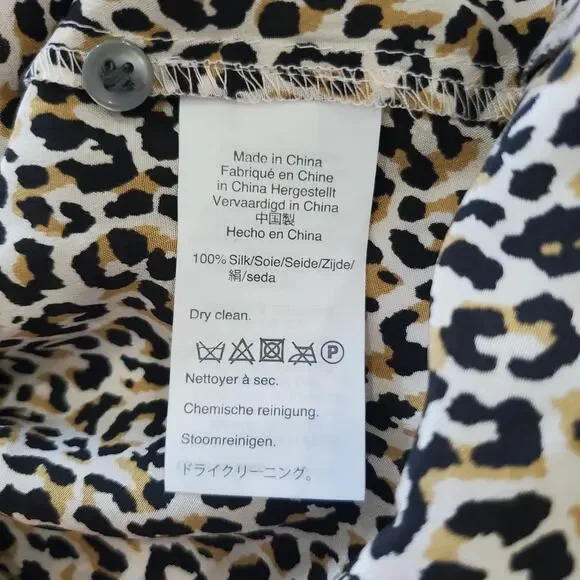 Made in China
Fabriqué en Chine
in China Hergestellt
Vervaardigd in China
中国製
Hecho en China
100% Silk/Soie/Seide/Zijde/
絹/seda
Dry clean.
P
Nettoyer à sec.
Chemische reinigung.
Stoomreinigen.
ドライクリーニング。